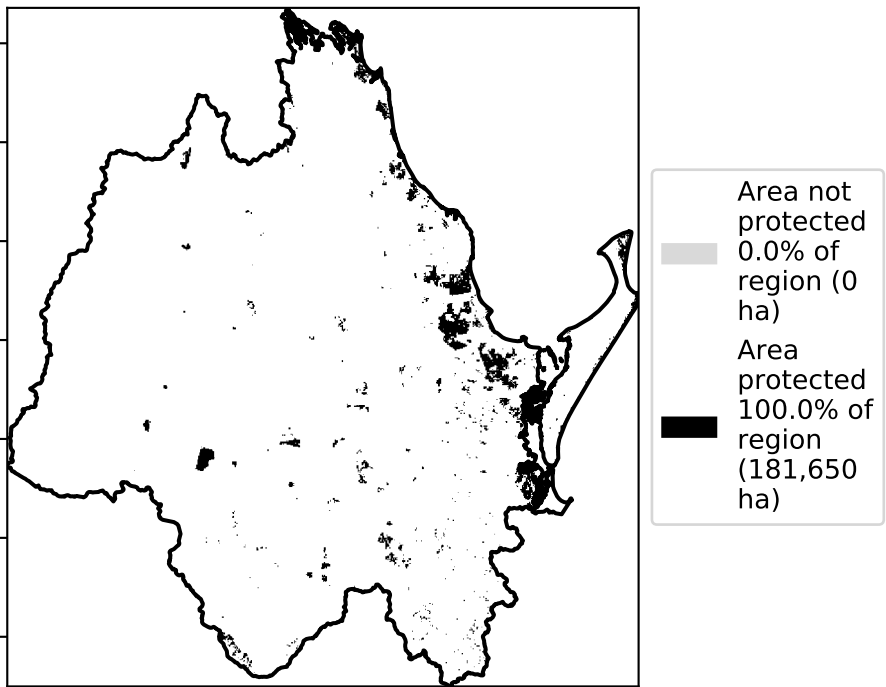 Area not
protected
0.0% of
region (0
ha)
Area
protected
100.0% of
region
(181,650
ha)